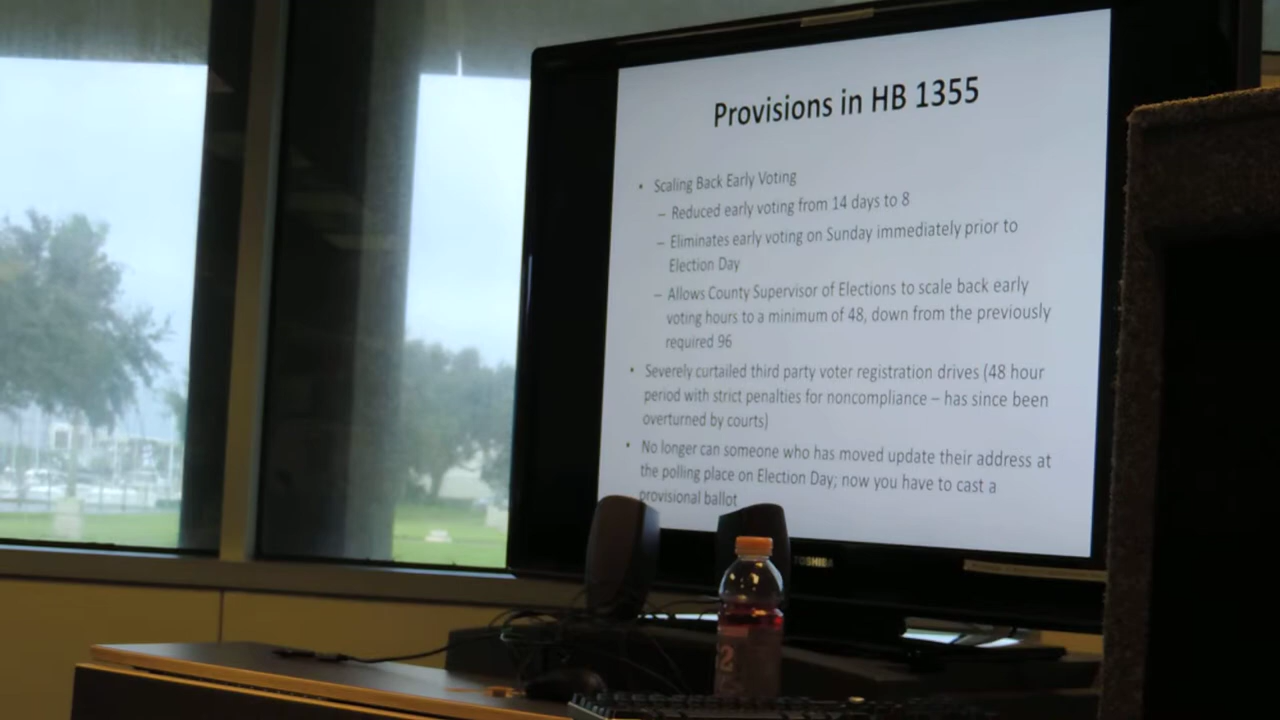 Provisions in HB 1355
• Scaling Back Early Voting
– Reduced early voting from 14 days to 8
– Eliminates early voting on Sunday immediately prior to
Election Day
– Allows County Supervisor of Elections to scale back early
voting hours to a minimum of 48, down from the previously
required 96
• Severely curtailed third party voter registration drives (48 hour
period with strict penalties for noncompliance – has since been
overturned by courts)
• No longer can someone who has moved update their address at
the polling place on Election Day; now you have to cast a
provisional ballot
TOSHIBA